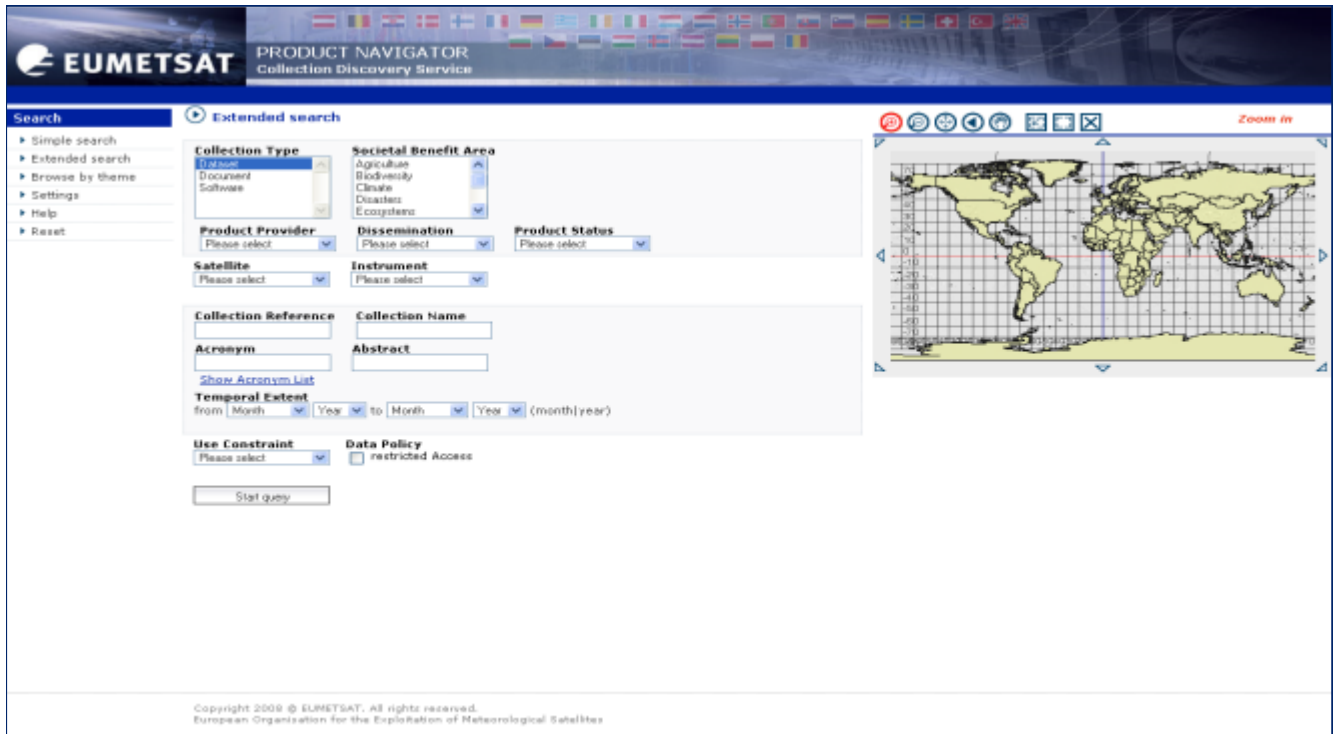 EUMETSAT
PRODUCT NAVIGATOR
Collection Discovery Service
Search
Simple search
Extended search
Browse by theme
Settings
Help
Reset
Extended search
Collection Type Societal Benefit Area
Dataset
Document
Software
Agriculture
Biodiversity
Climate
Disasters
Ecosystems
Product Provider Dissemination Product Status
Please select Please select Please select
Satellite Instrument
Please select Please select
Collection Reference Collection Name
Acronym Abstract
Show Acronym List
Temporal Extent
from Month Year to Month Year (month|year)
Use Constraint Data Policy
Please select restricted Access
Start query
Zoom in
Copyright 2008 @ EUMETSAT. All rights reserved.
European Organisation for the Exploitation of Meteorological Satellites